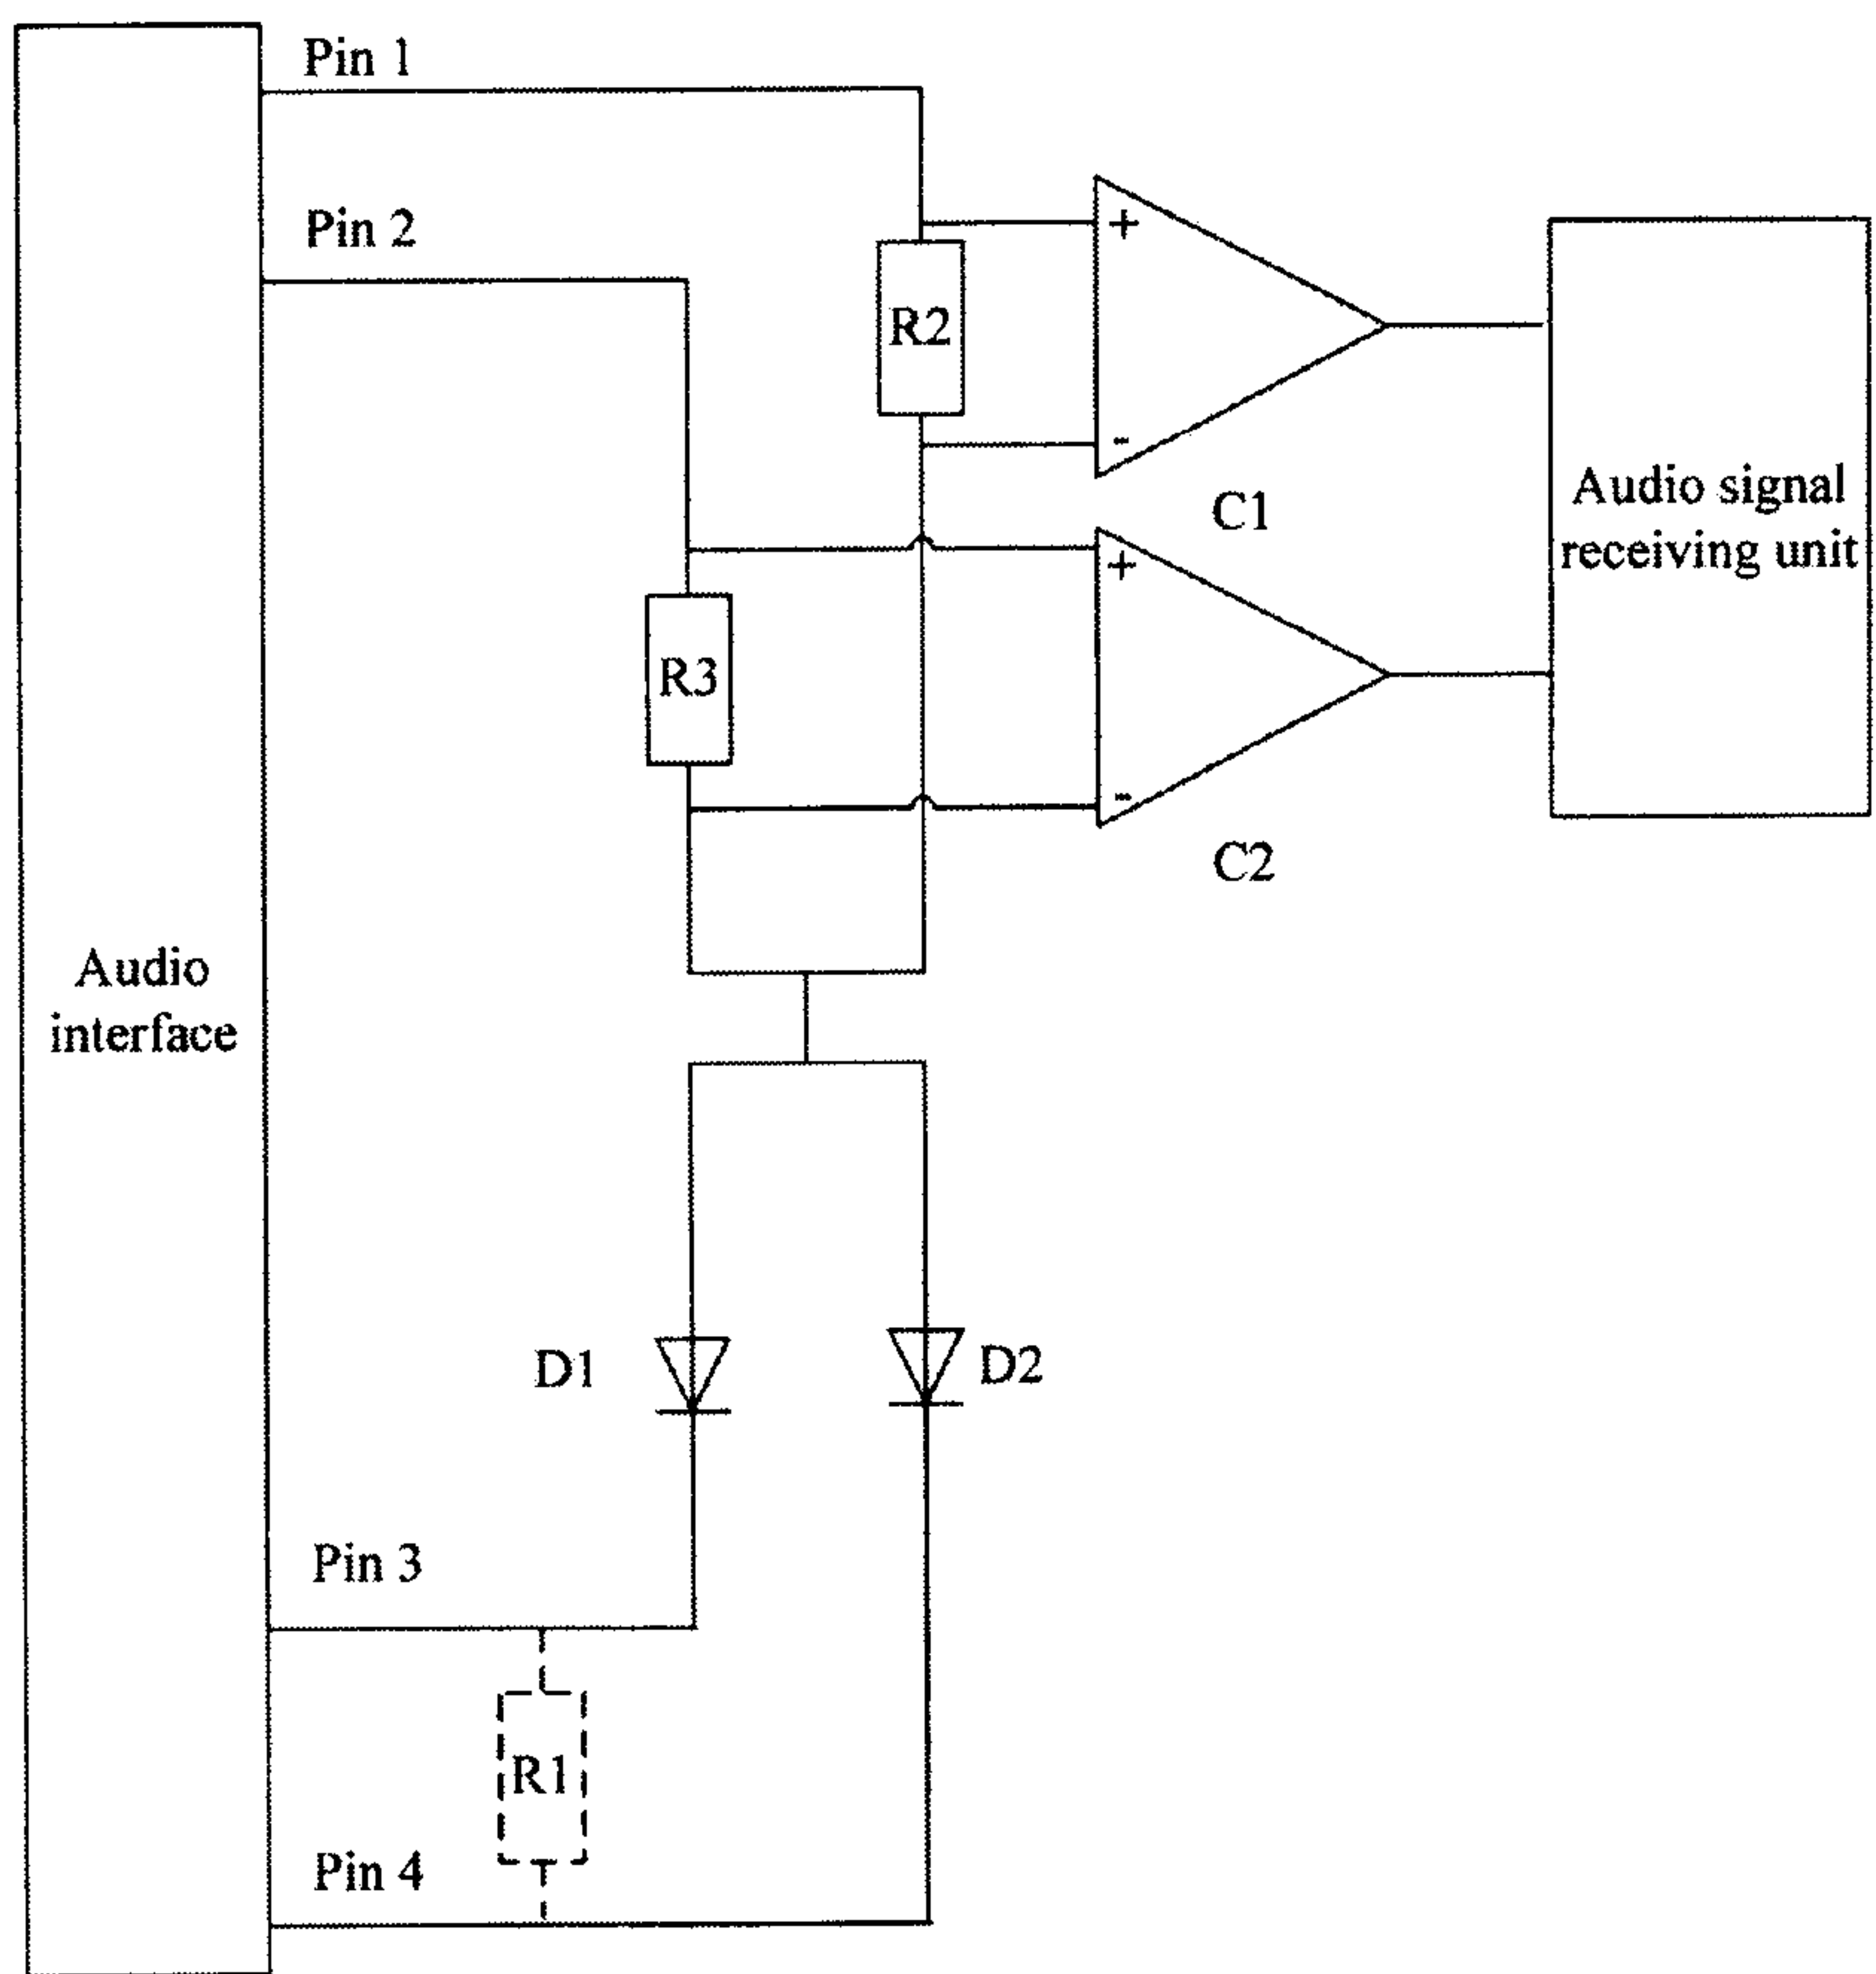 Pin 1
Pin 2
+
R2
-
C1
Audio signal
receiving unit
+
R3
-
C2
Audio
interface
D1
D2
Pin 3
R1
Pin 4